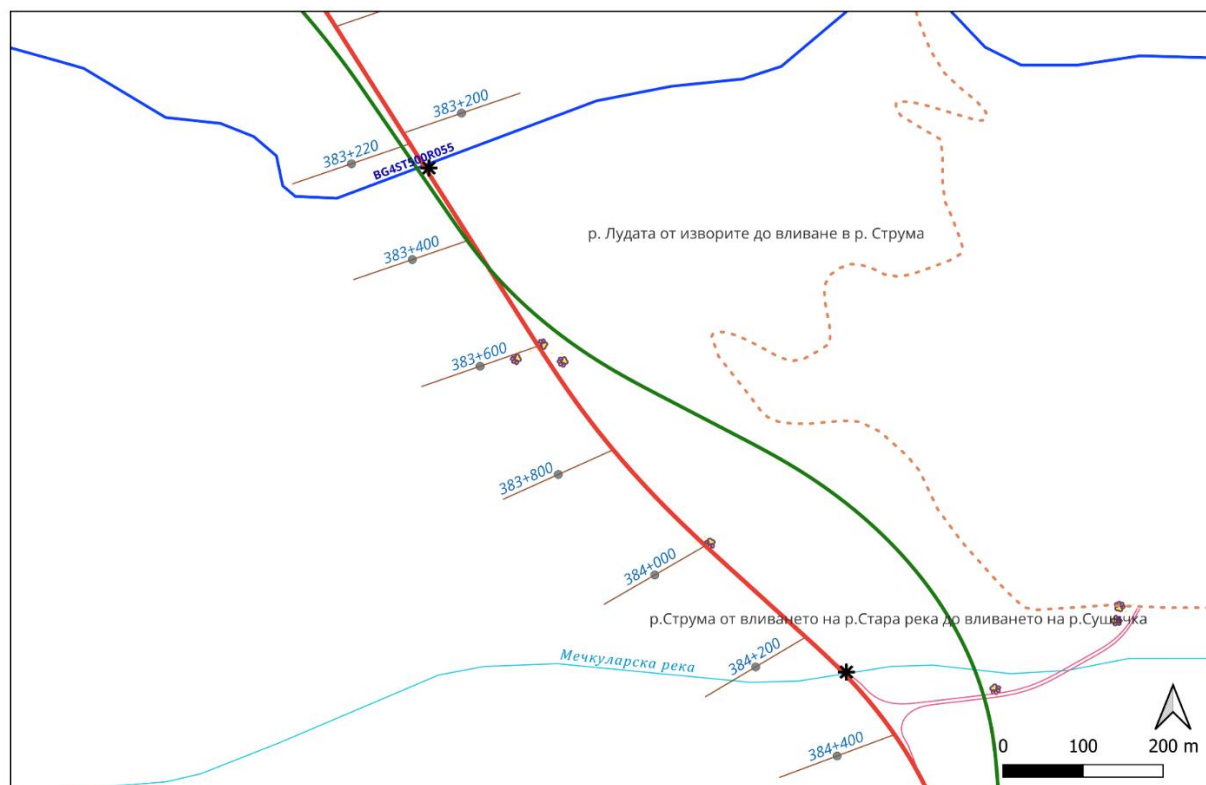 383+200
383+220
BG4ST500R055
р. Лудата от изворите до вливане в р. Струма
383+400
383+600
383+800
384+000
р.Струма от вливането на р.Стара река до вливането на р.Сушичка
Мечкуларска река
384+200
384+400
0 100 200 m